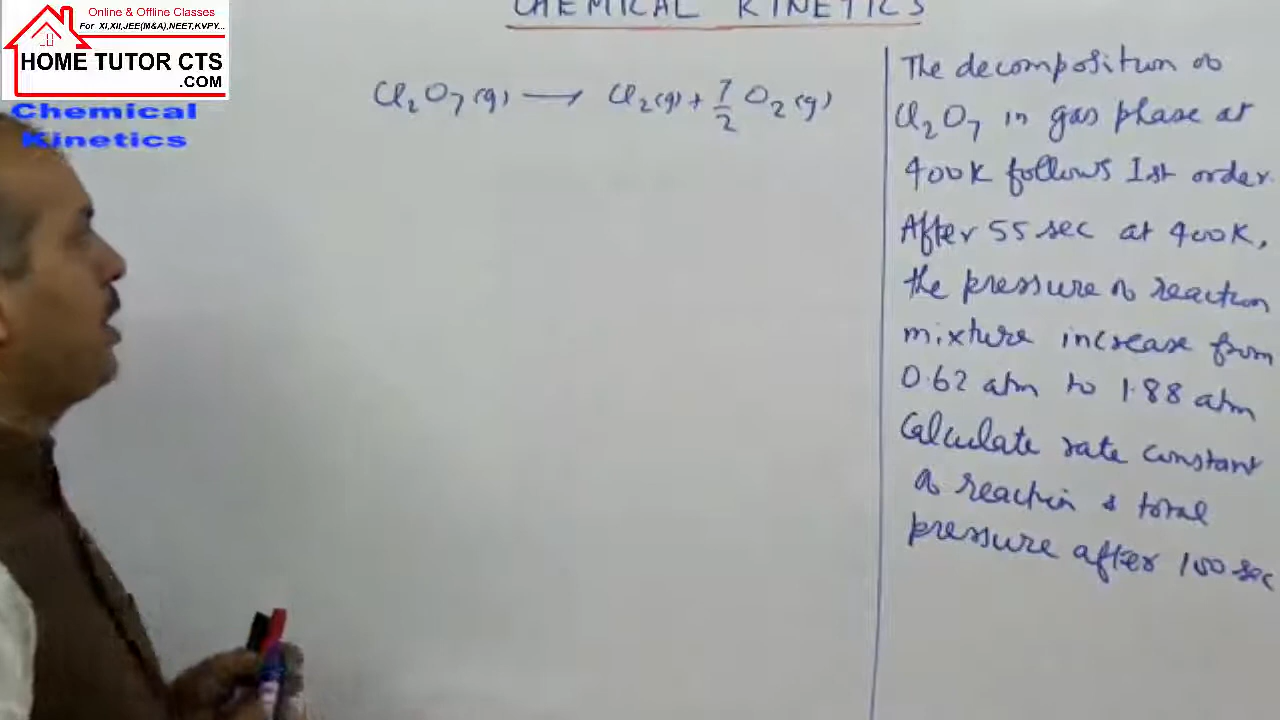 CHEMICAL KINETICS
Online & Offline Classes
For XI,XII,JEE(M&A),NEET,KVPY...
HOME TUTOR CTS
.COM
Chemical
Kinetics
Cl₂O₇(g) ⟶ Cl₂(g) + 7/2 O₂(g)
The decomposition of
Cl₂O₇ in gas phase at
400K follows Ist order.
After 55 sec at 400K,
the pressure of reaction
mixture increase from
0.62 atm to 1.88 atm
Calculate rate constant
of reaction & total
pressure after 100 sec